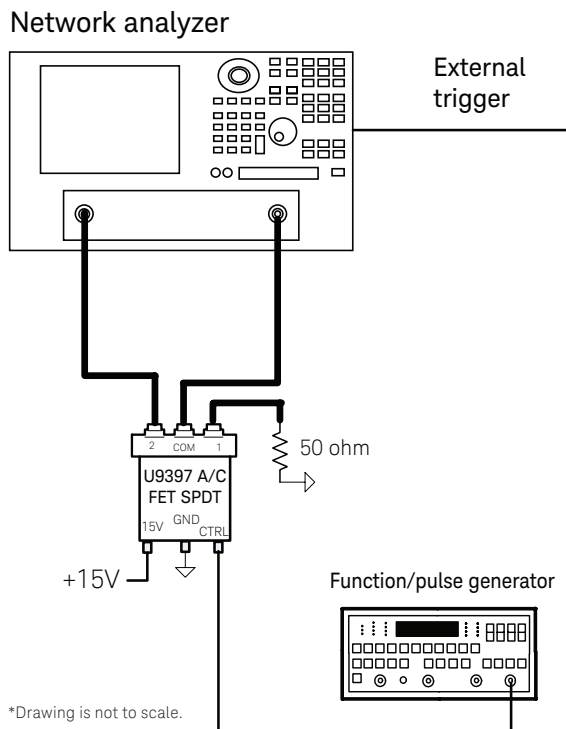 Network analyzer
External
trigger
2 COM 1
50 ohm
U9397 A/C
FET SPDT
15V GND CTRL
+15V
Function/pulse generator
*Drawing is not to scale.